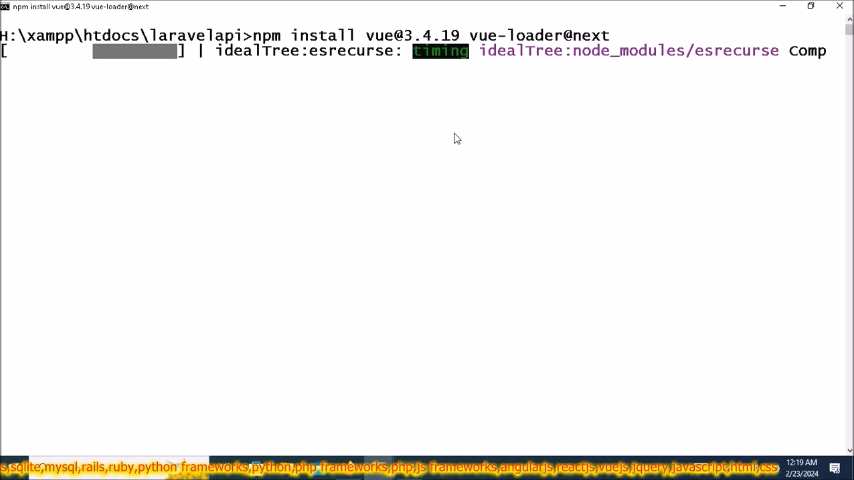 npm install vue@3.4.19 vue-loader@next
H:\xampp\htdocs\laravelapi>npm install vue@3.4.19 vue-loader@next
[ ] | idealTree:esrecurse: timing idealTree:node_modules/esrecurse Comp
12:19 AM
s,sqlite,mysql,rails,ruby,python frameworks,python,php frameworks,php,js frameworks,angularjs,reactjs,vuejs,jquery,javascript,html,css
2/23/2024